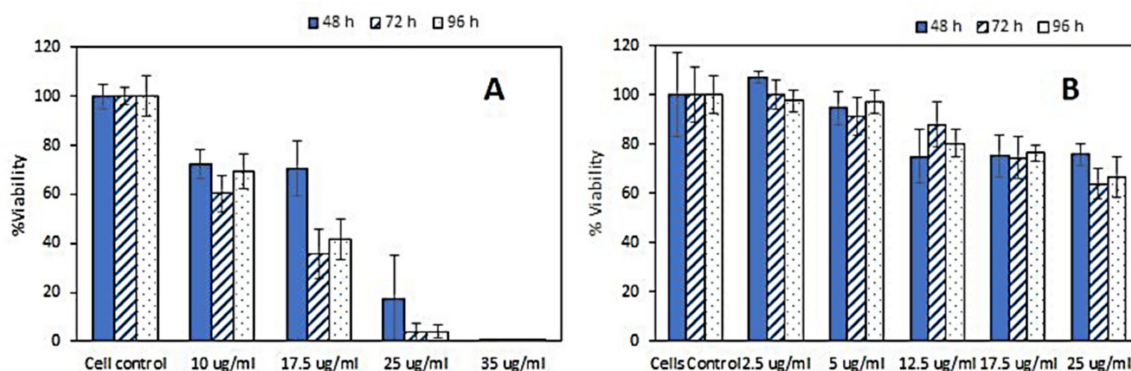 48 h 72 h 96 h
A
%Viability
120
100
80
60
40
20
0
Cell control 10 ug/ml 17.5 ug/ml 25 ug/ml 35 ug/ml
48 h 72 h 96 h
B
% Viability
120
100
80
60
40
20
0
Cells Control 2.5 ug/ml 5 ug/ml 12.5 ug/ml 17.5 ug/ml 25 ug/ml